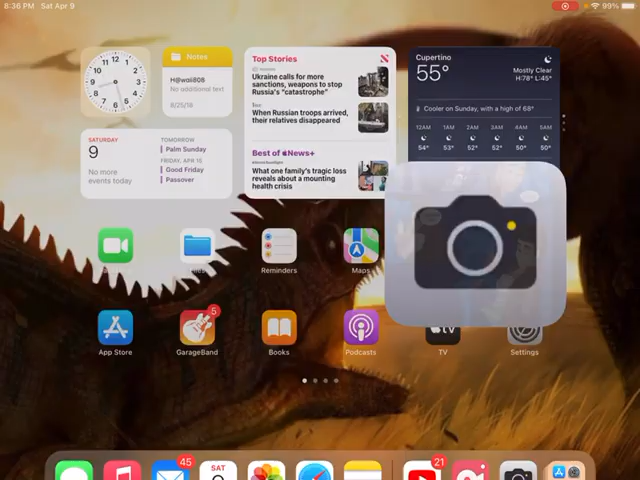 8:36 PM Sat Apr 9
99%
Notes
H@waii808
No additional text
8/25/18
Top Stories
Ukraine calls for more
sanctions, weapons to stop
Russia's "catastrophe"
When Russian troops arrived,
their relatives disappeared
Best of News+
What one family's tragic loss
reveals about a mounting
health crisis
Cupertino
55°
Mostly Clear
H:78° L:45°
Cooler on Sunday, with a high of 68°
12AM 1AM 2AM 3AM 4AM 5AM
54° 53° 52° 52° 50° 50°
SATURDAY
9
No more
events today
TOMORROW
Palm Sunday
FRIDAY, APR 15
Good Friday
Passover
Reminders
Maps
5
App Store
GarageBand
Books
Podcasts
tv
TV
Settings
45
SAT
21